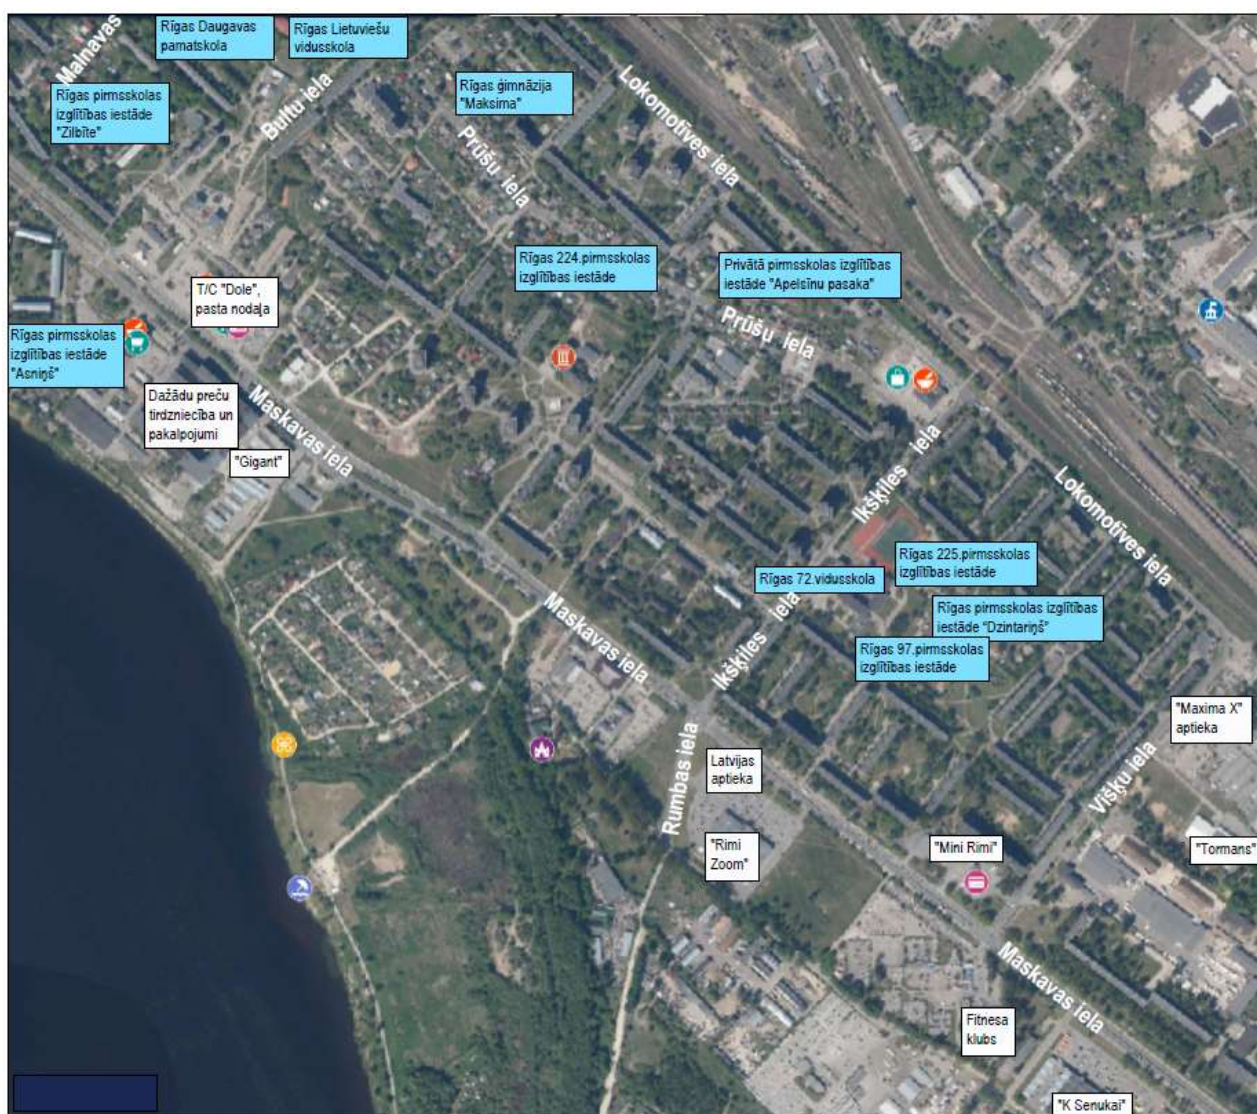 Malnavas
Rīgas Daugavas
pamatskola
Rīgas Lietuviešu
vidusskola
Rīgas pirmsskolas
izglītības iestāde
"Zilbīte"
Bultu iela
Rīgas ģimnāzija
"Maksima"
Lokomotīves iela
Prūšu iela
Rīgas 224.pirmsskolas
izglītības iestāde
Privātā pirmsskolas izglītības
iestāde "Apelsīnu pasaka"
T/C "Dole",
pasta nodaļa
Prūšu iela
Rīgas pirmsskolas
izglītības iestāde
"Asniņš"
Dažādu preču
tirdzniecība un
pakalpojumi
Maskavas iela
"Gigant"
Ikšķiles iela
Lokomotīves iela
Rīgas 225.pirmsskolas
izglītības iestāde
Rīgas 72.vidusskola
Rīgas pirmsskolas izglītības
iestāde "Dzintariņš"
Maskavas iela
Ikšķiles iela
Rīgas 97.pirmsskolas
izglītības iestāde
"Maxima X"
aptieka
Rumbas iela
Latvijas
aptieka
Višķu iela
"Rimi
Zoom"
"Mini Rimi"
"Tormans"
Maskavas iela
Fitnesa
klubs
"K Senukai"